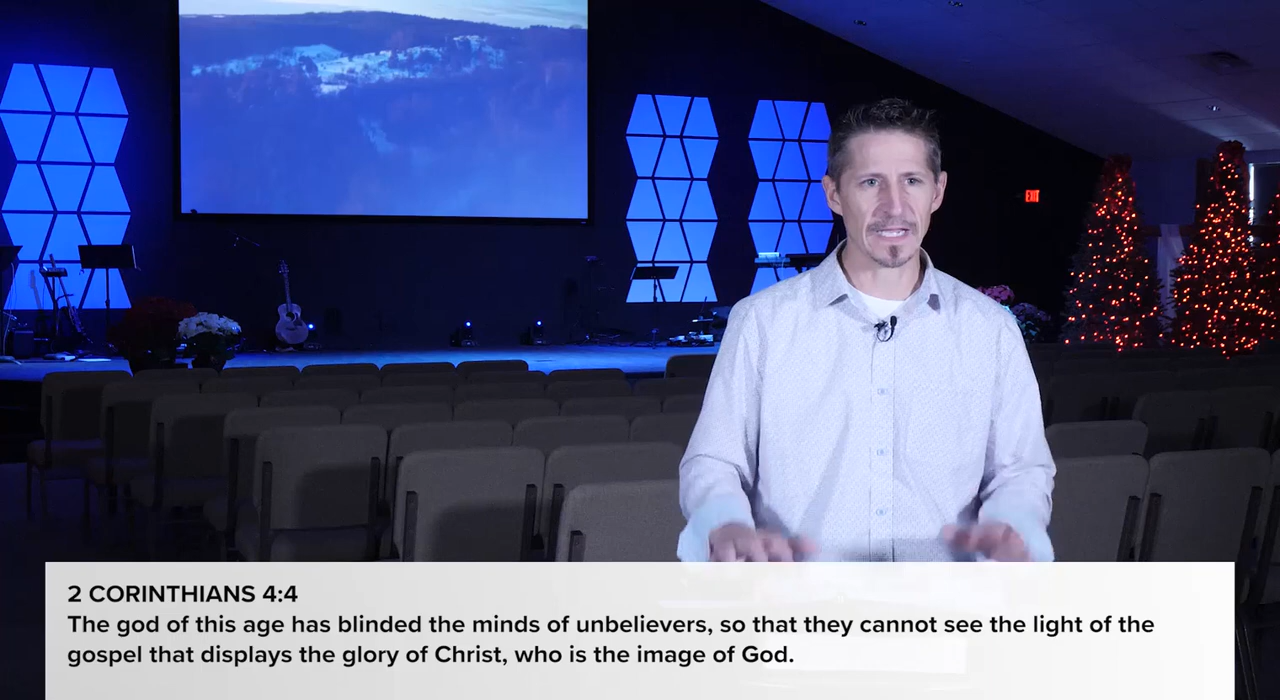 EXIT
2 CORINTHIANS 4:4
The god of this age has blinded the minds of unbelievers, so that they cannot see the light of the
gospel that displays the glory of Christ, who is the image of God.